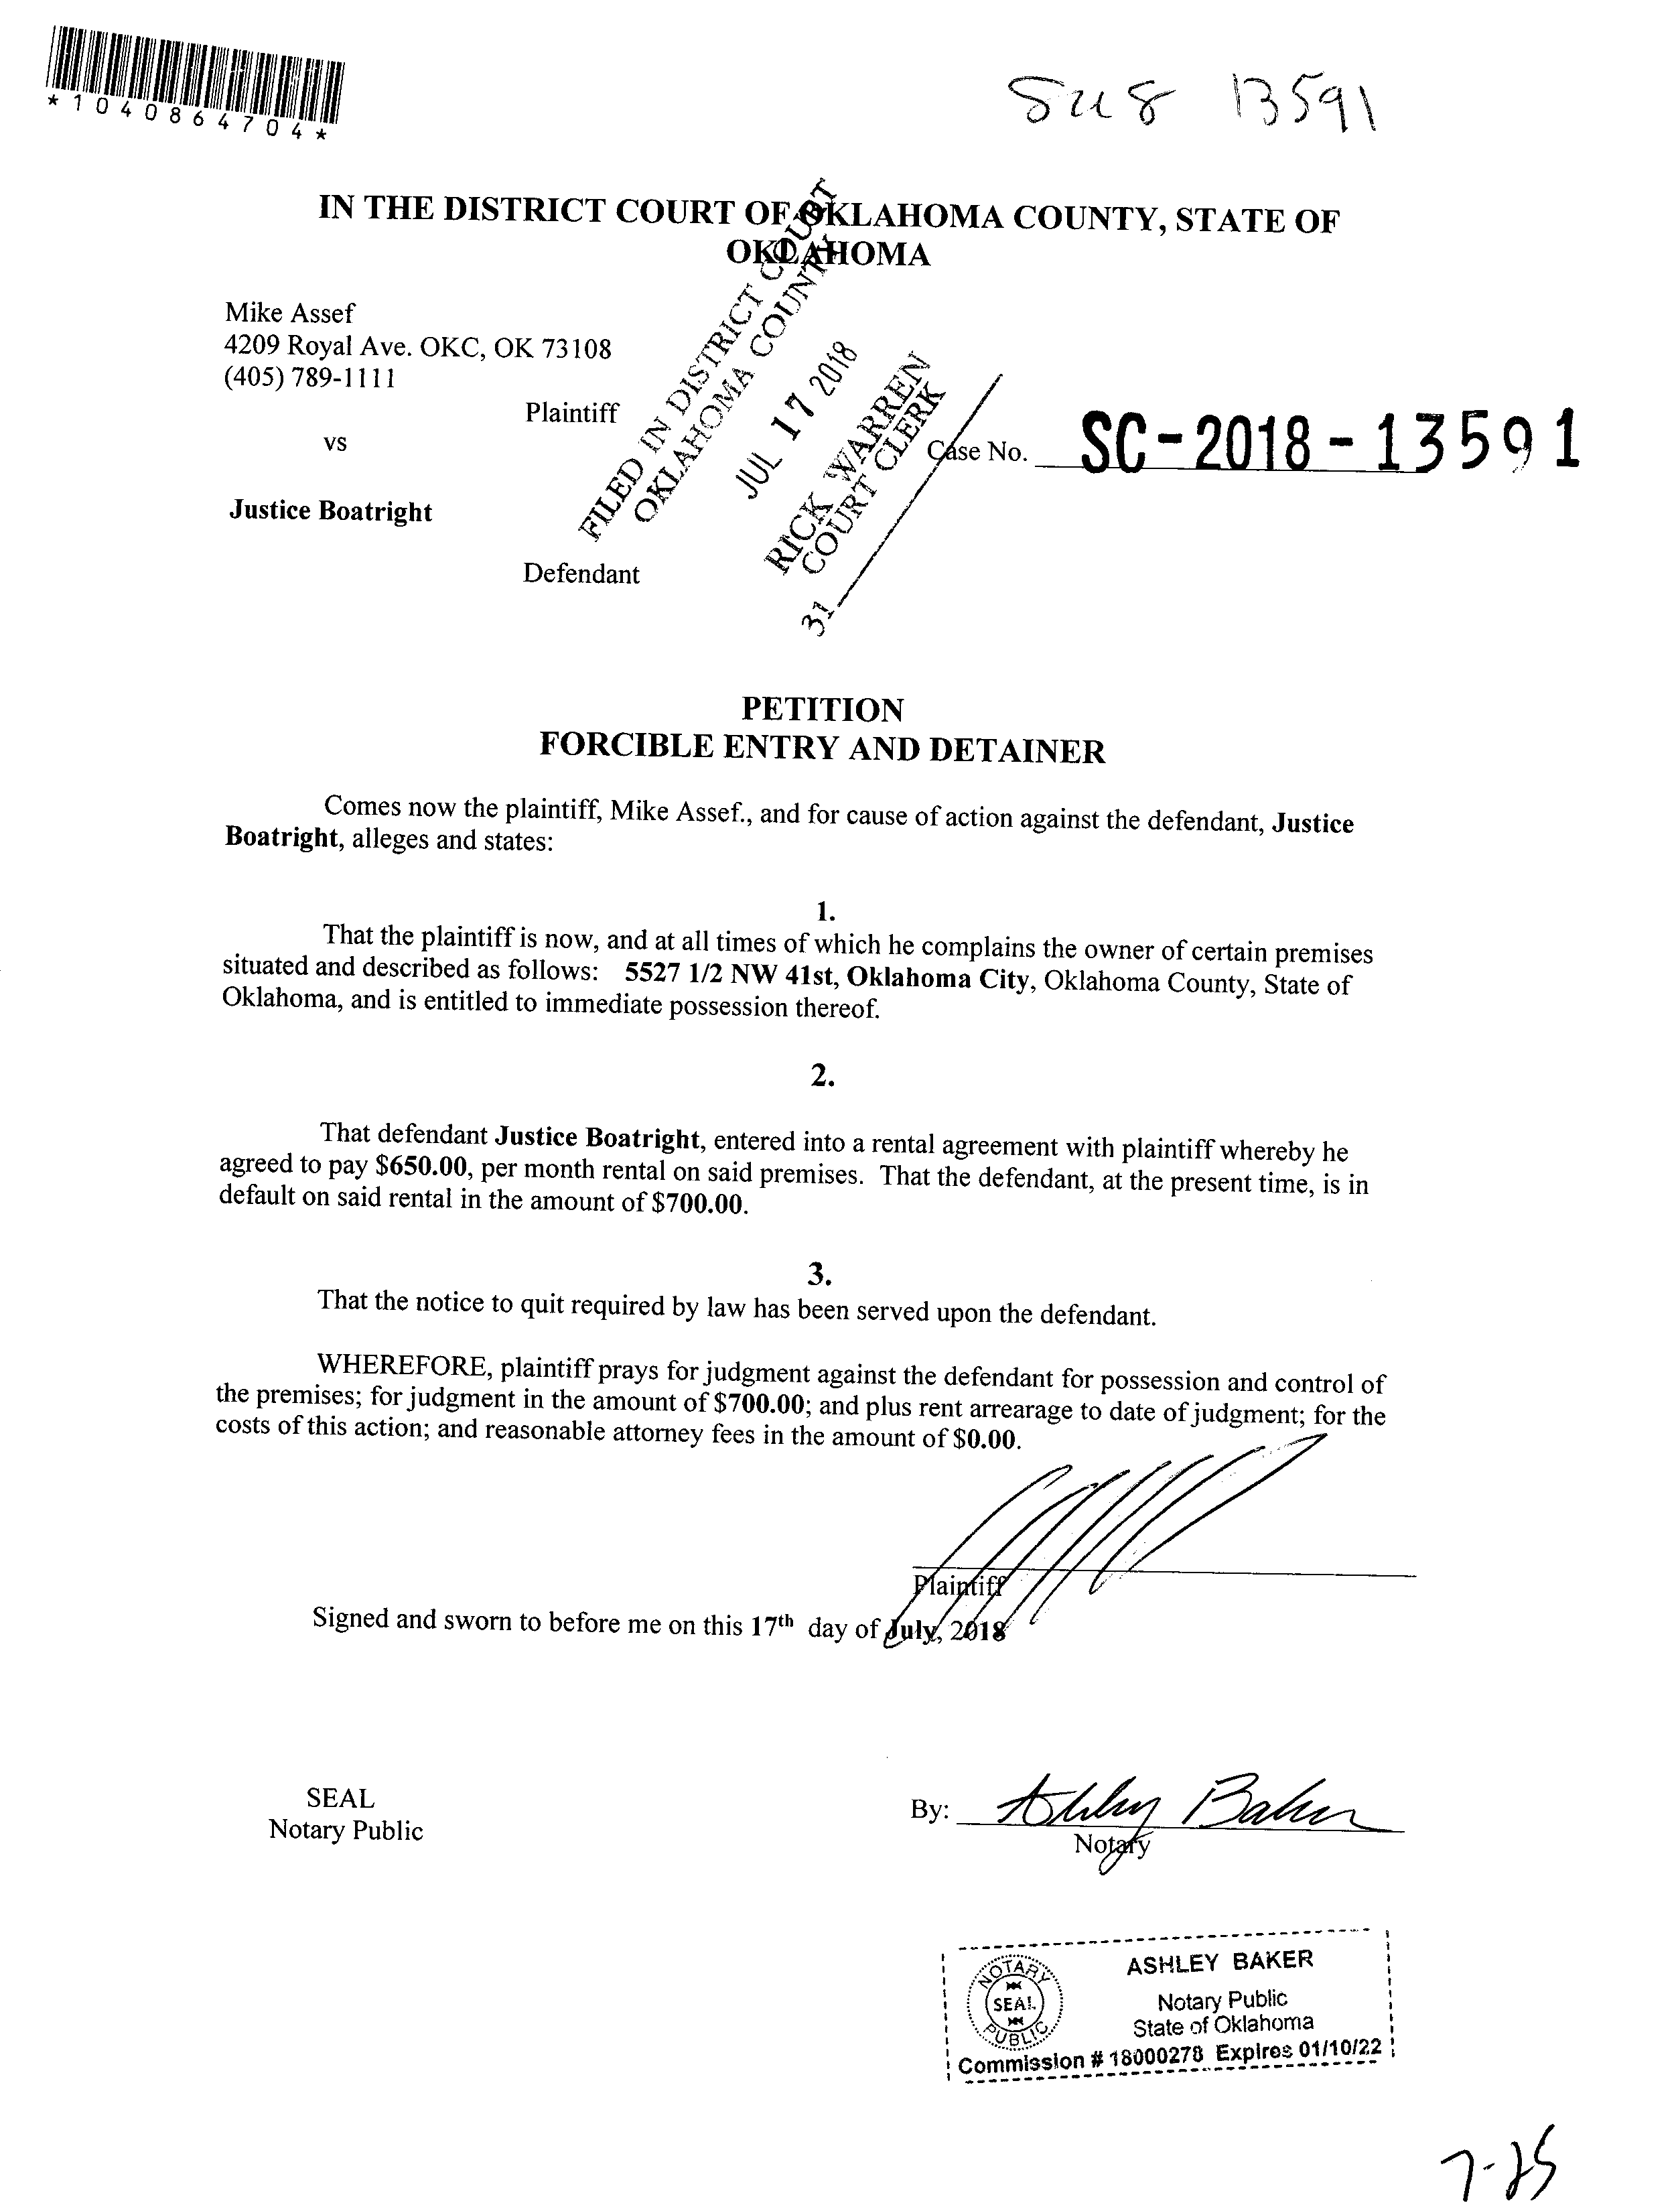 *1040864704*
13591
IN THE DISTRICT COURT OF OKLAHOMA COUNTY, STATE OF
OKLAHOMA
FILED IN DISTRICT COURT
OKLAHOMA COUNTY
JUL 17 2018
RICK WARREN
COURT CLERK
31
Mike Assef
4209 Royal Ave. OKC, OK 73108
(405) 789-1111
Plaintiff
vs
Case No. SC-2018-13591
Justice Boatright
Defendant
PETITION
FORCIBLE ENTRY AND DETAINER
Comes now the plaintiff, Mike Assef., and for cause of action against the defendant, Justice
Boatright, alleges and states:
1.
That the plaintiff is now, and at all times of which he complains the owner of certain premises
situated and described as follows: 5527 1/2 NW 41st, Oklahoma City, Oklahoma County, State of
Oklahoma, and is entitled to immediate possession thereof.
2.
That defendant Justice Boatright, entered into a rental agreement with plaintiff whereby he
agreed to pay $650.00, per month rental on said premises. That the defendant, at the present time, is in
default on said rental in the amount of $700.00.
3.
That the notice to quit required by law has been served upon the defendant.
WHEREFORE, plaintiff prays for judgment against the defendant for possession and control of
the premises; for judgment in the amount of $700.00; and plus rent arrearage to date of judgment; for the
costs of this action; and reasonable attorney fees in the amount of $0.00.
Plaintiff
Signed and sworn to before me on this 17th day of July, 2018
SEAL
Notary Public
By: Ashley Baker
Notary
NOTARY
SEAL
PUBLIC
ASHLEY BAKER
Notary Public
State of Oklahoma
Commission # 18000278 Expires 01/10/22
7-25